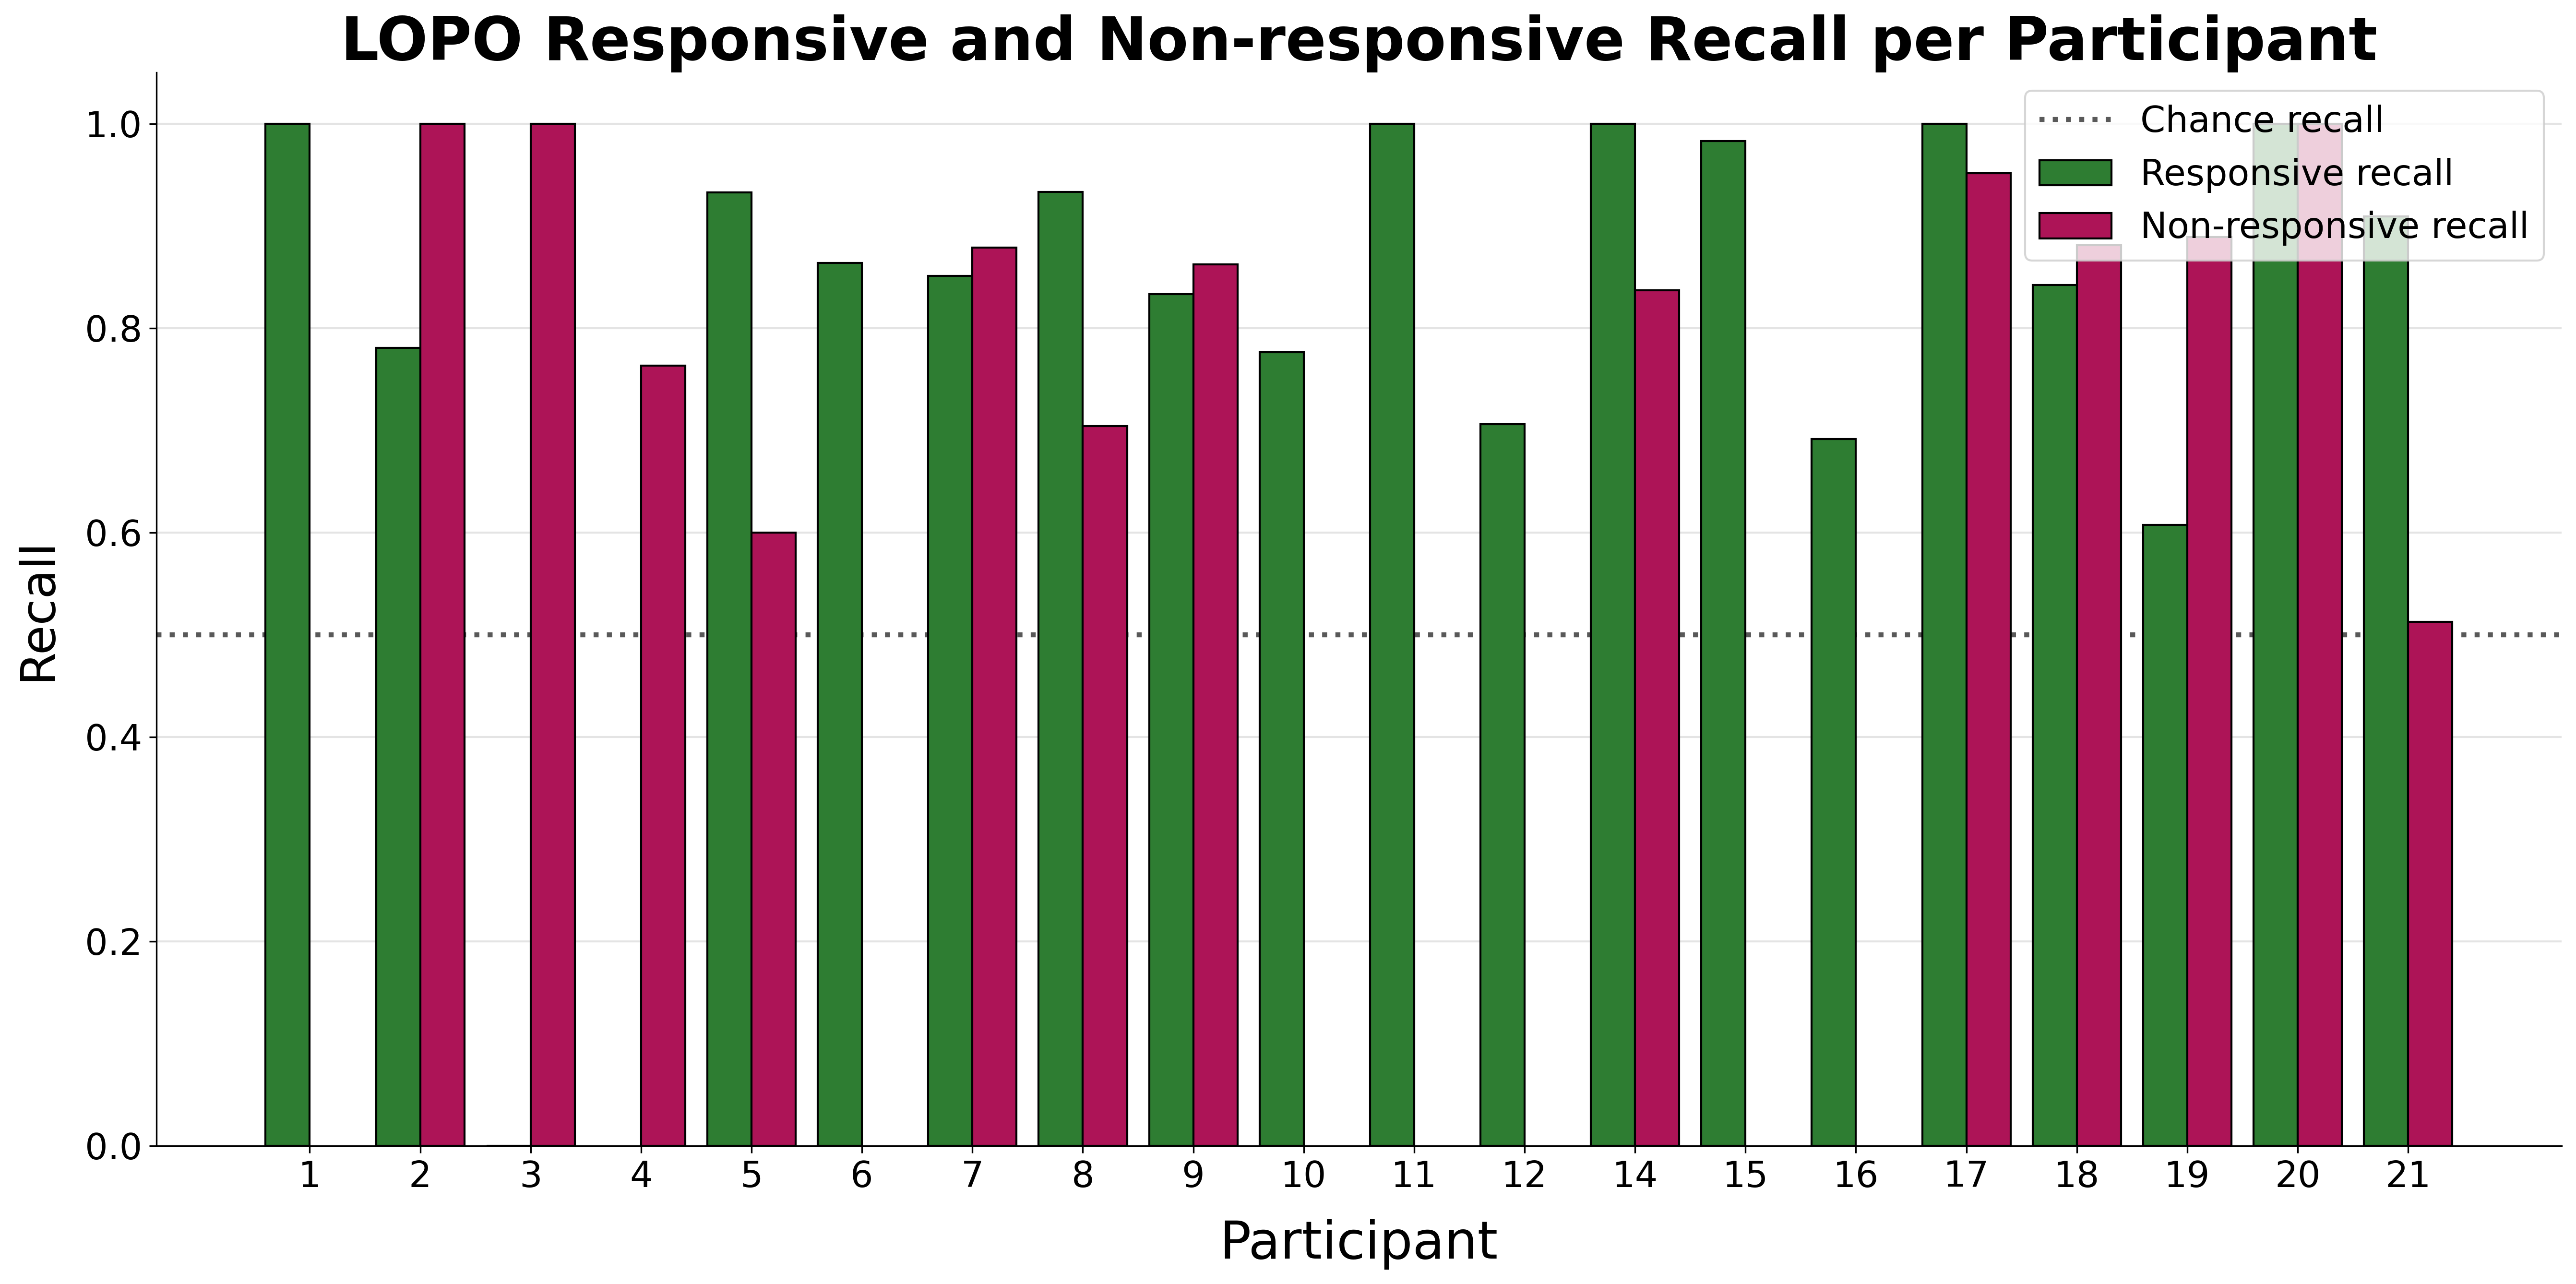 LOPO Responsive and Non-responsive Recall per Participant
Chance recall
Responsive recall
Non-responsive recall
1.0
0.8
0.6
0.4
0.2
0.0
Recall
1 2 3 4 5 6 7 8 9 10 11 12 14 15 16 17 18 19 20 21
Participant